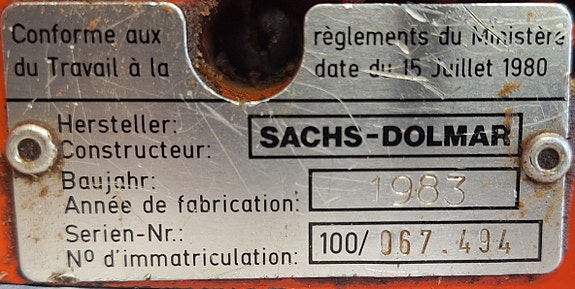 Conforme aux règlements du Ministère
du Travail à la date du 15 Juillet 1980
Hersteller:
Constructeur: SACHS-DOLMAR
Baujahr:
Année de fabrication: 1983
Serien-Nr.:
Nº d'immatriculation: 100/067.494